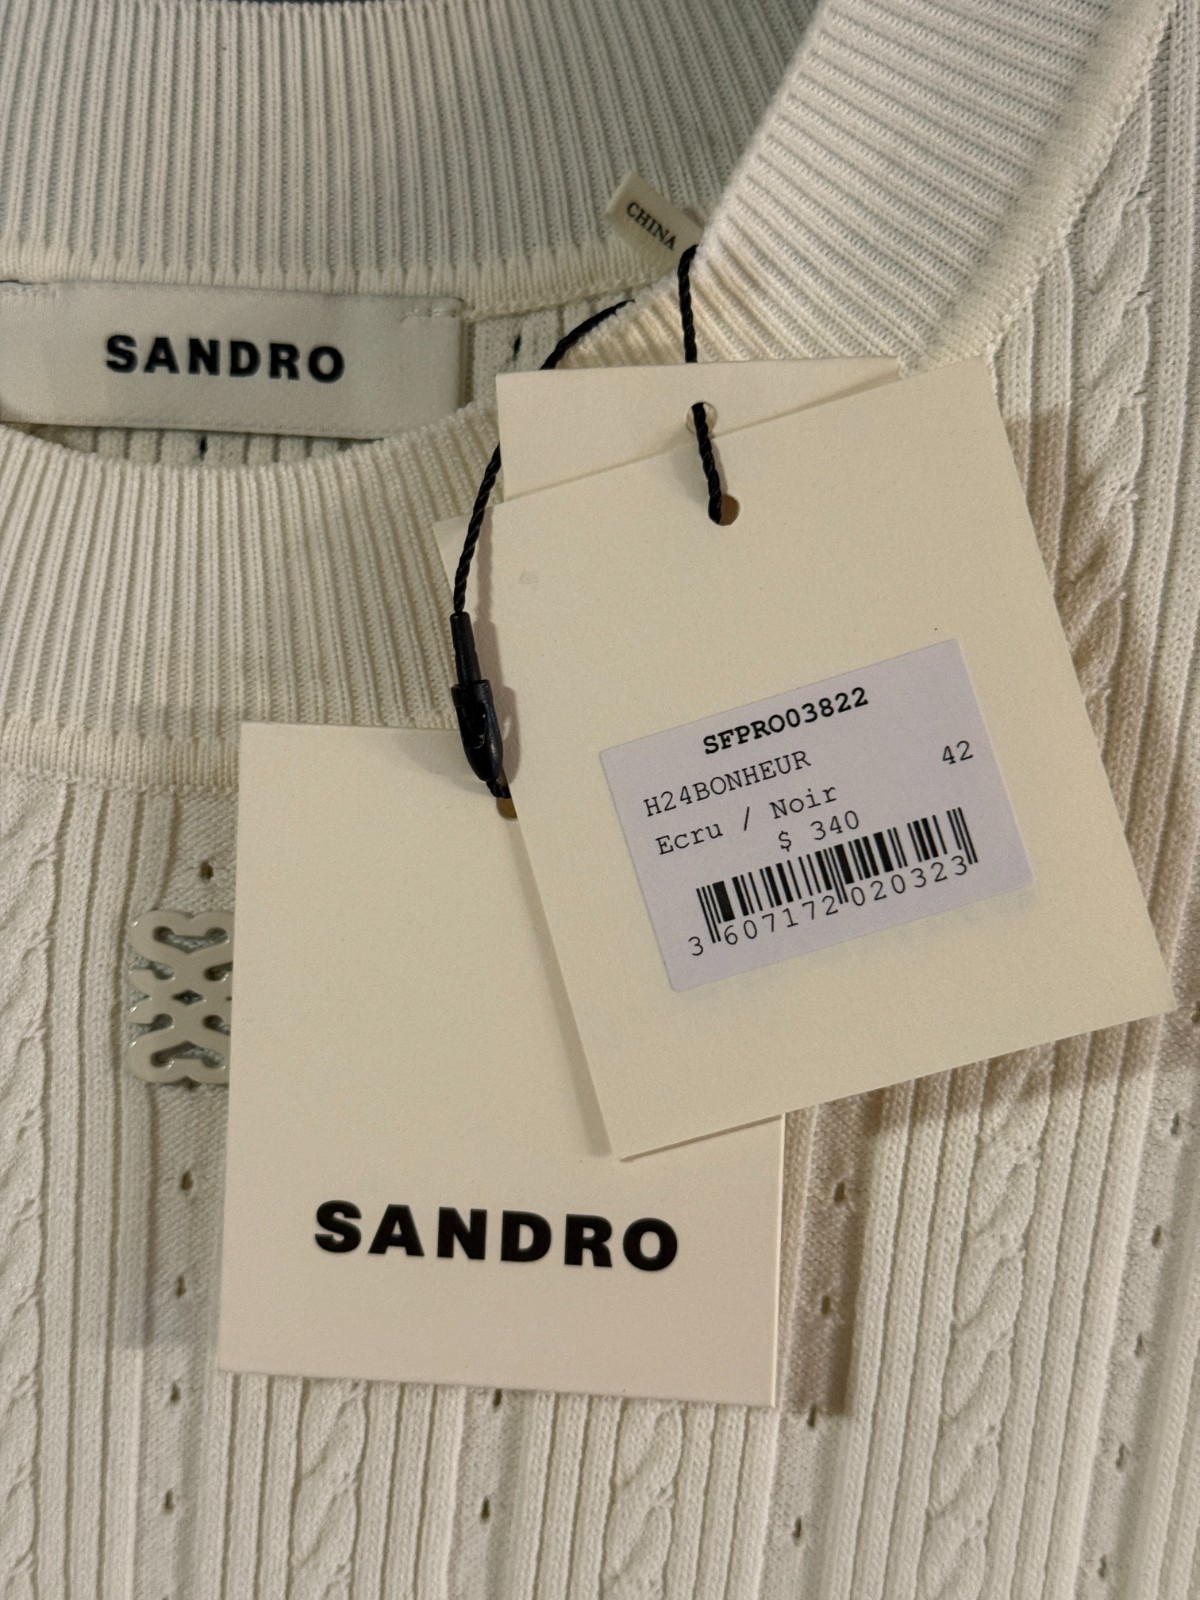 CHINA
SANDRO
SFPRO03822
H24BONHEUR 42
Ecru / Noir
$ 340
3 607172 020323
SANDRO